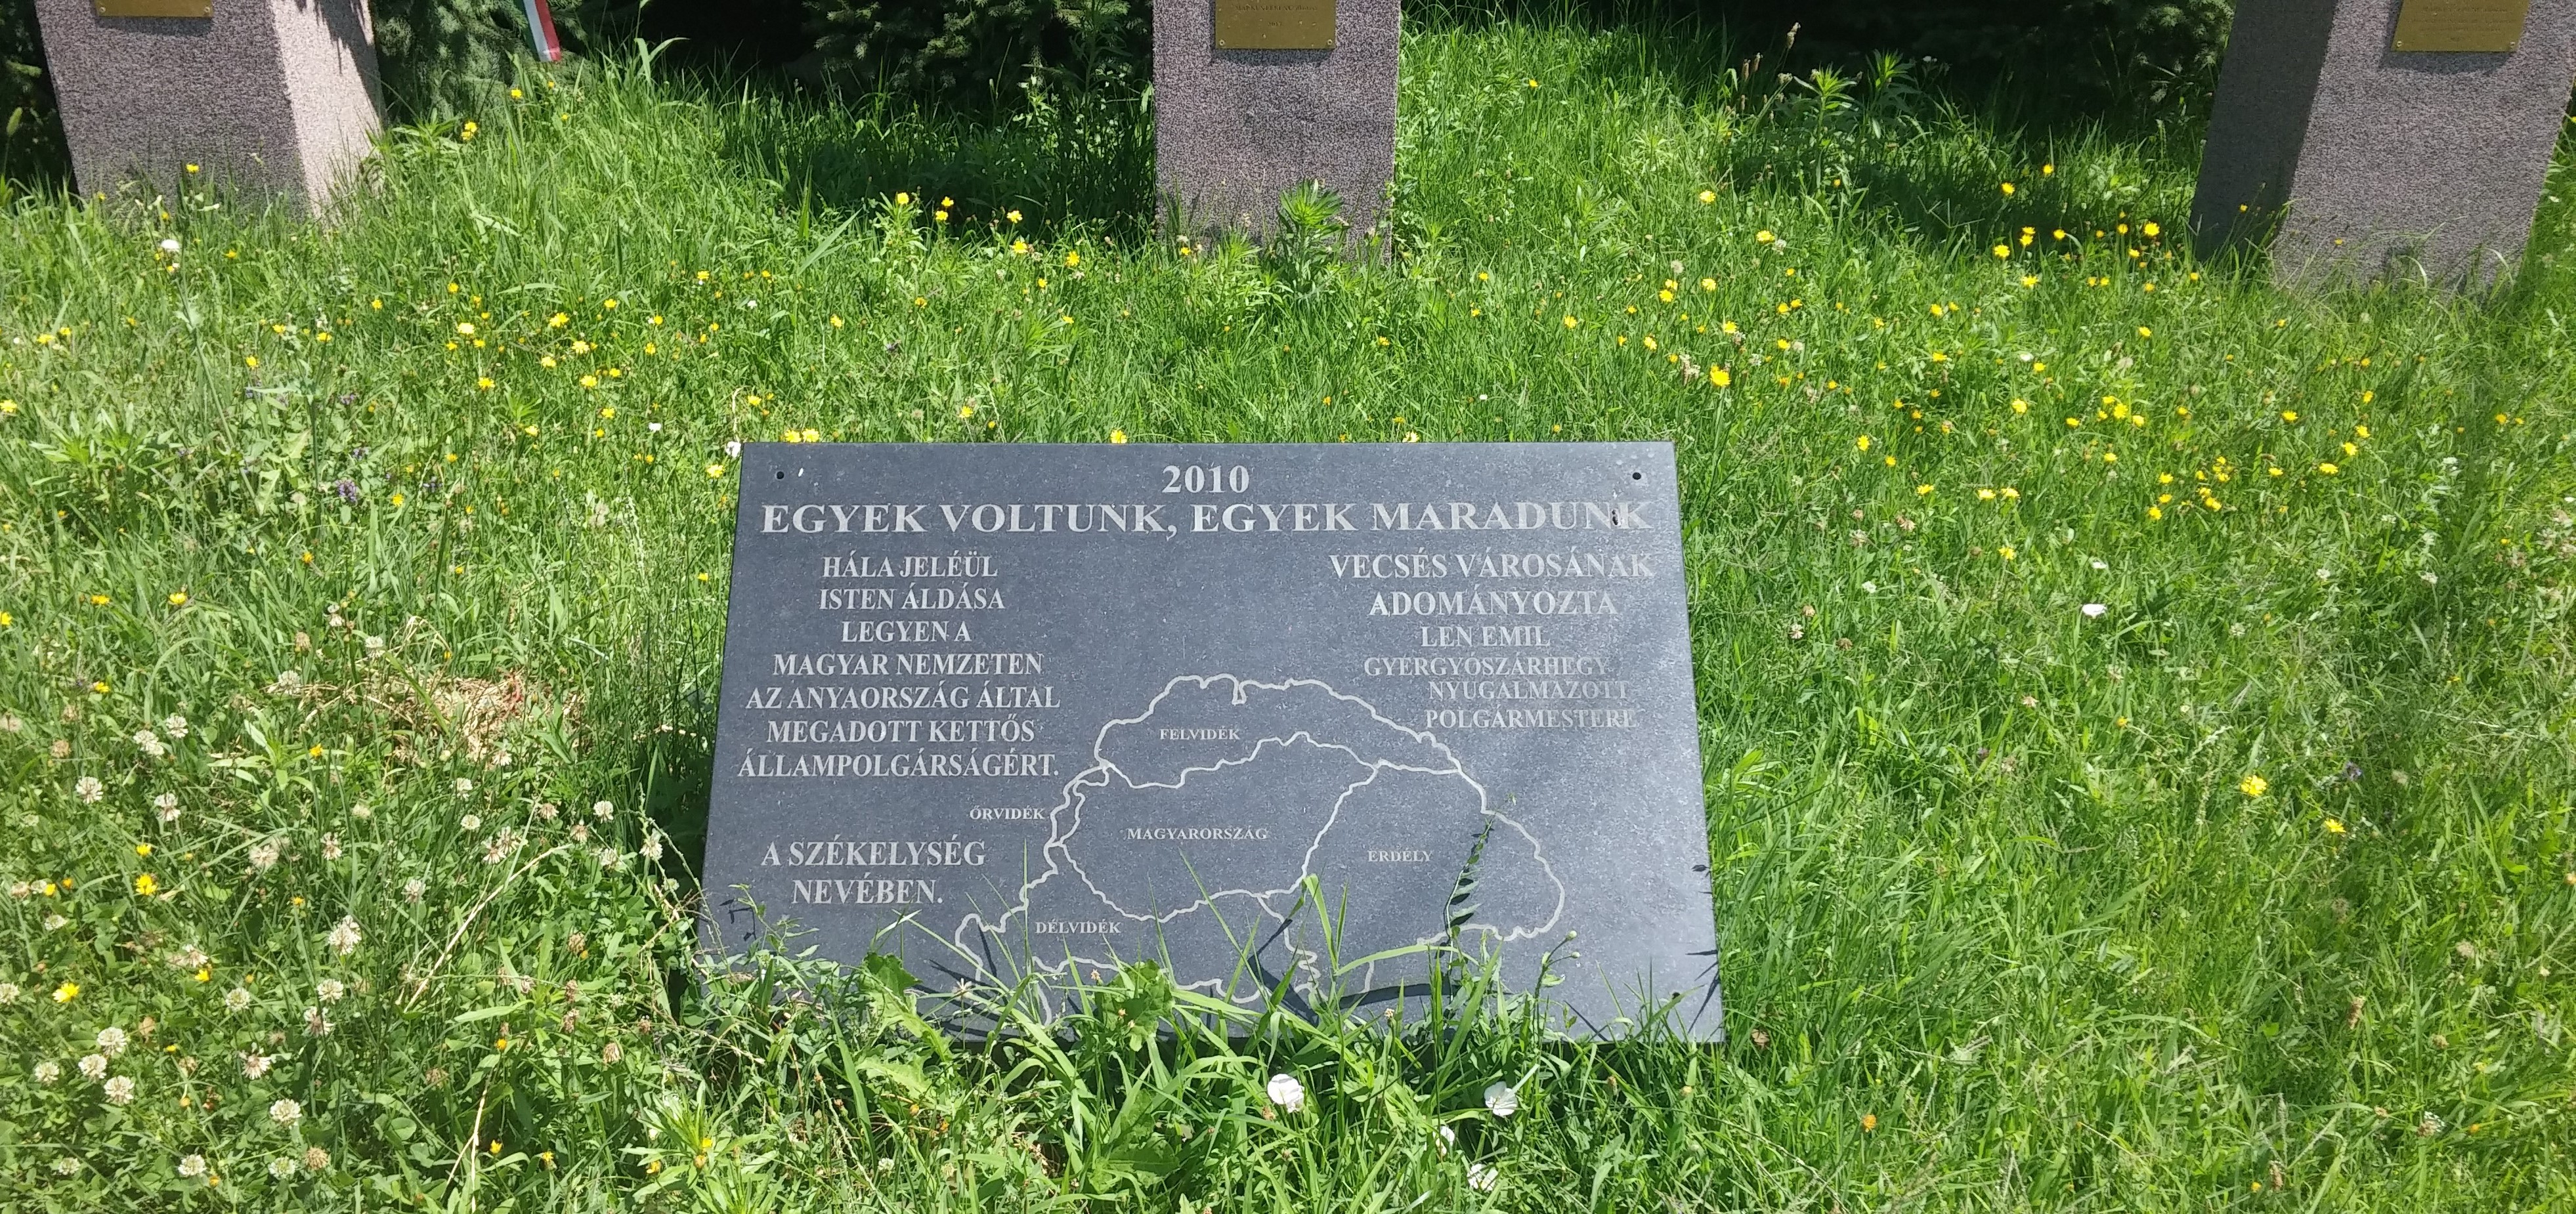 2010
EGYEK VOLTUNK, EGYEK MARADUNK
HÁLA JELÉÜL
ISTEN ÁLDÁSA
LEGYEN A
MAGYAR NEMZETEN
AZ ANYAORSZÁG ÁLTAL
MEGADOTT KETTŐS
ÁLLAMPOLGÁRSÁGÉRT.
A SZÉKELYSÉG
NEVÉBEN.
VECSÉS VÁROSÁNAK
ADOMÁNYOZTA
LEN EMIL
GYERGYÓSZÁRHEGY
NYUGALMAZOTT
POLGÁRMESTERE
FELVIDÉK
ŐRVIDÉK
MAGYARORSZÁG
ERDÉLY
DÉLVIDÉK